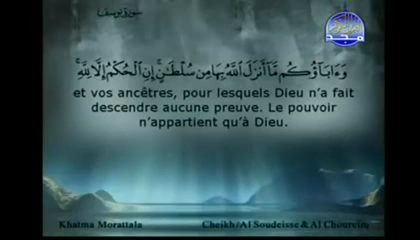 سورة يوسف
وَءَابَآؤُكُم مَّآ أَنزَلَ ٱللَّهُ بِهَا مِن سُلْطَـٰنٍ ۚ إِنِ ٱلْحُكْمُ إِلَّا لِلَّهِ ۚ
et vos ancêtres, pour lesquels Dieu n'a fait
descendre aucune preuve. Le pouvoir
n'appartient qu'à Dieu.
Khatma Morattala
Cheikh/Al Soudeisse & Al Choureim